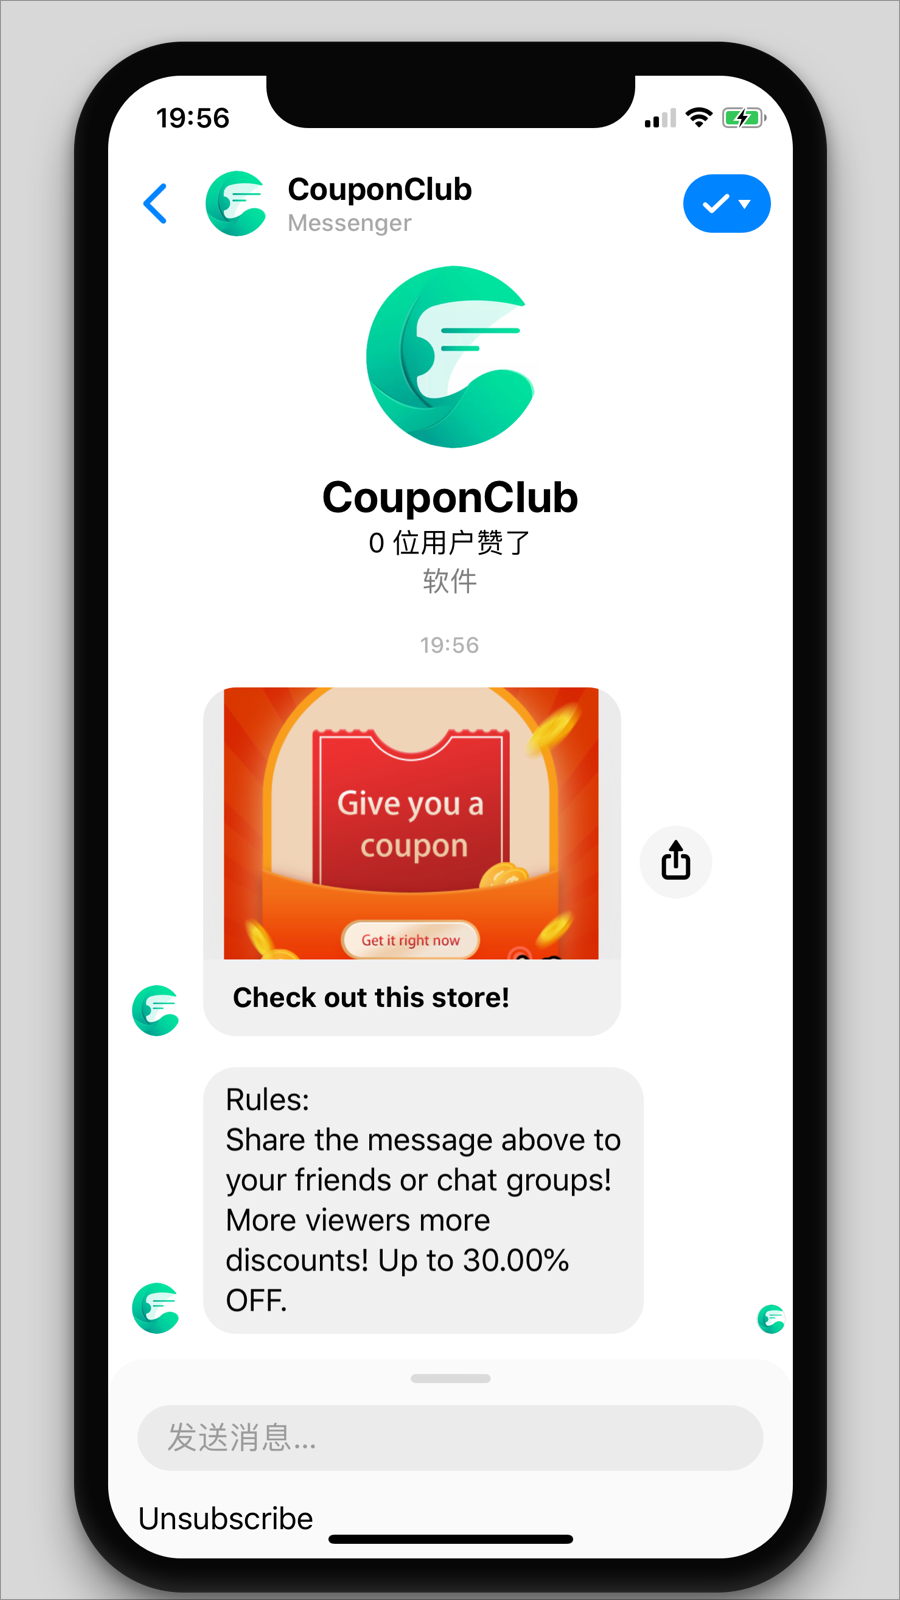 19:56
CouponClub
Messenger
CouponClub
0 位用户赞了
软件
19:56
Give you a
coupon
Get it right now
Check out this store!
Rules:
Share the message above to
your friends or chat groups!
More viewers more
discounts! Up to 30.00%
OFF.
发送消息...
Unsubscribe